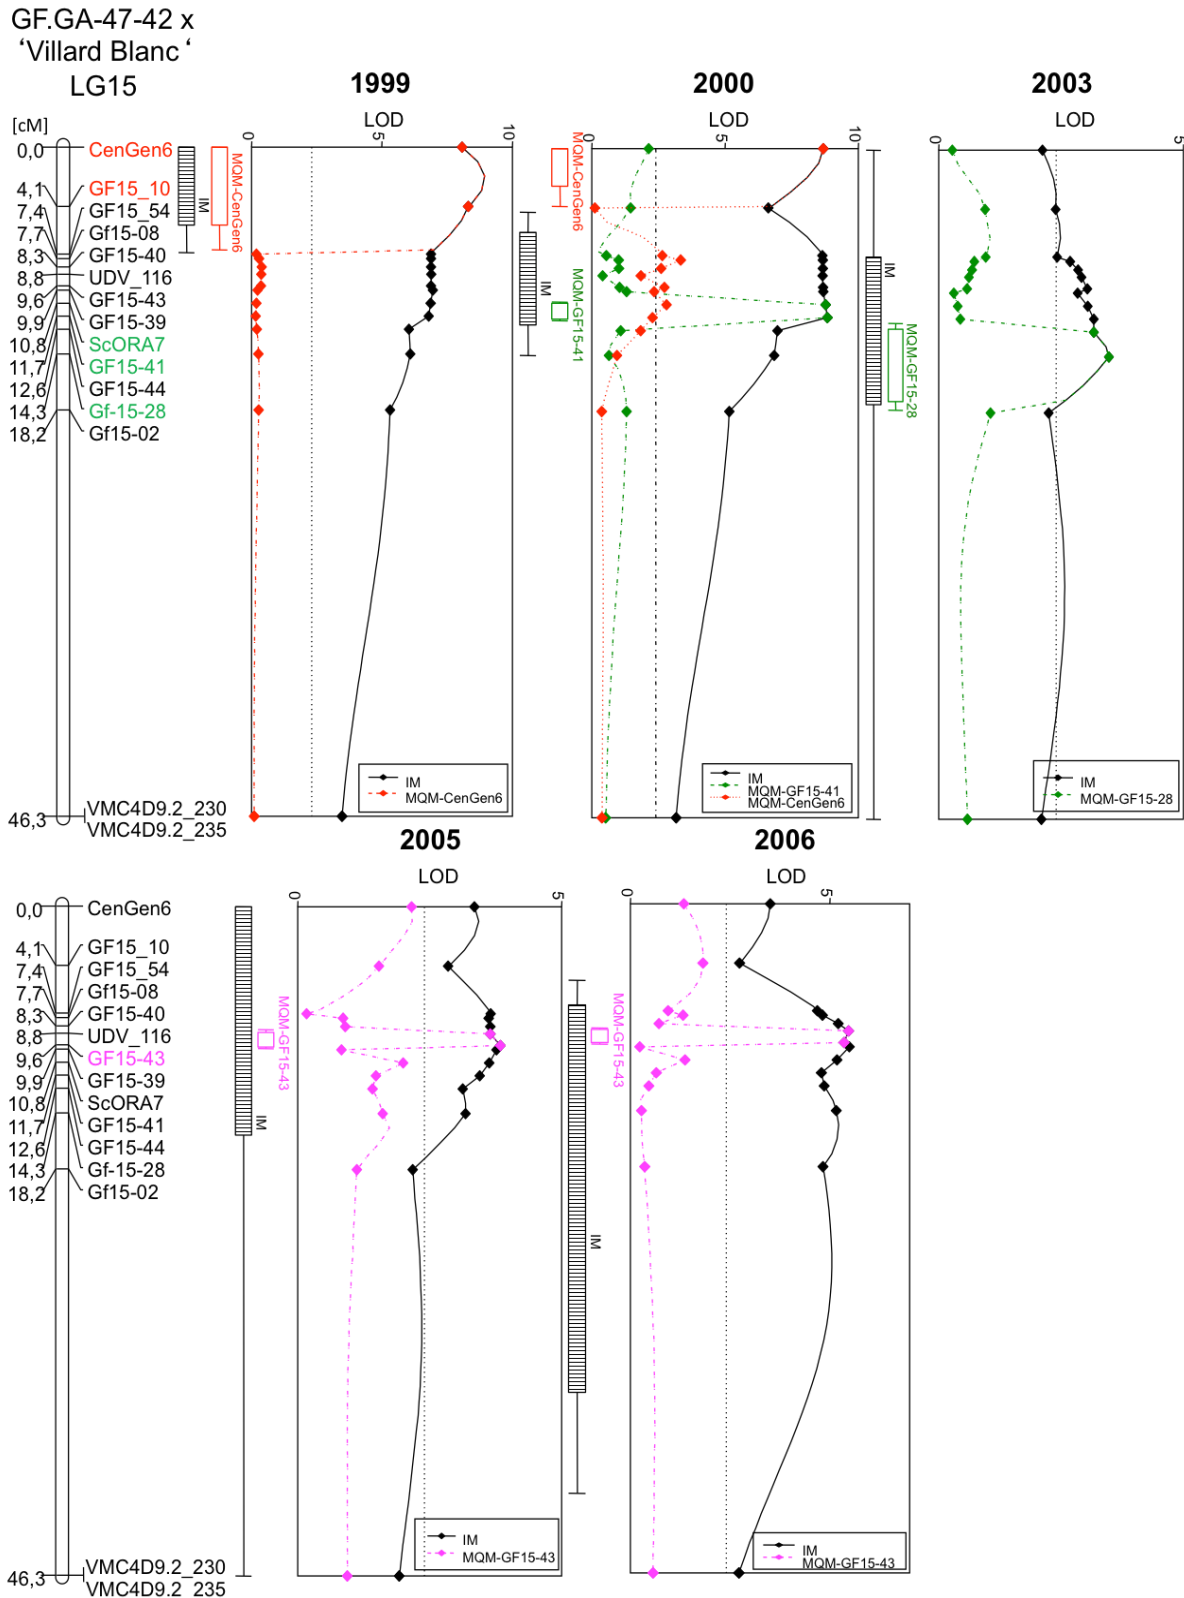 GF.GA-47-42 x
‘Villard Blanc ‘
LG15
1999
2000
2003
LOD
LOD
LOD
0
5
10
0
5
10
0
5
[cM]
0,0 CenGen6
4,1 GF15_10
7,4 GF15_54
7,7 Gf15-08
8,3 GF15-40
8,8 UDV_116
9,6 GF15-43
9,9 GF15-39
10,8 ScORA7
11,7 GF15-41
12,6 GF15-44
14,3 Gf-15-28
18,2 Gf15-02
46,3 VMC4D9.2_230
VMC4D9.2_235
IM
MQM-CenGen6
MQM-CenGen6
IM
MQM-GF15-41
IM
MQM-GF15-28
IM
MQM-CenGen6
IM
MQM-GF15-41
MQM-CenGen6
IM
MQM-GF15-28
2005
2006
LOD
LOD
0
5
0
5
0,0 CenGen6
4,1 GF15_10
7,4 GF15_54
7,7 Gf15-08
8,3 GF15-40
8,8 UDV_116
9,6 GF15-43
9,9 GF15-39
10,8 ScORA7
11,7 GF15-41
12,6 GF15-44
14,3 Gf-15-28
18,2 Gf15-02
46,3 VMC4D9.2_230
VMC4D9.2_235
IM
MQM-GF15-43
IM
MQM-GF15-43
IM
MQM-GF15-43
IM
MQM-GF15-43